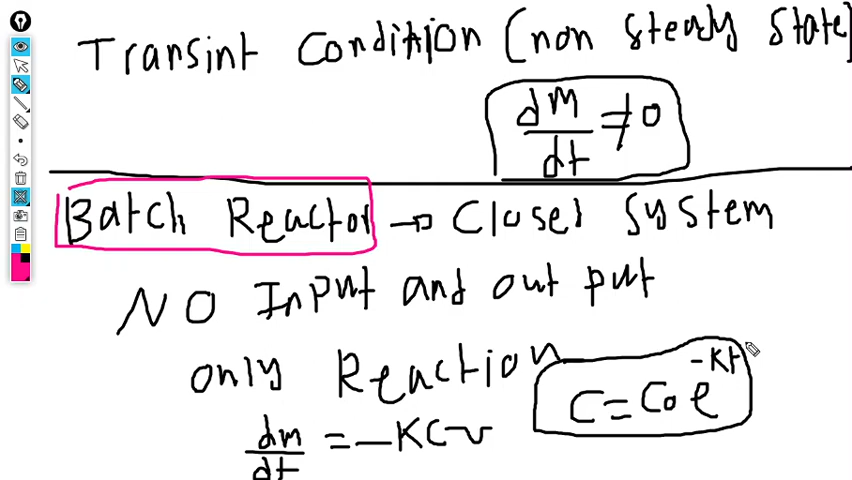 Transint Condition (non steady state)
dm/dt ≠ 0
Batch Reactor → Closed system
NO Input and out put
only Reaction
C = Co e^-Kt
dm/dt = -KCV